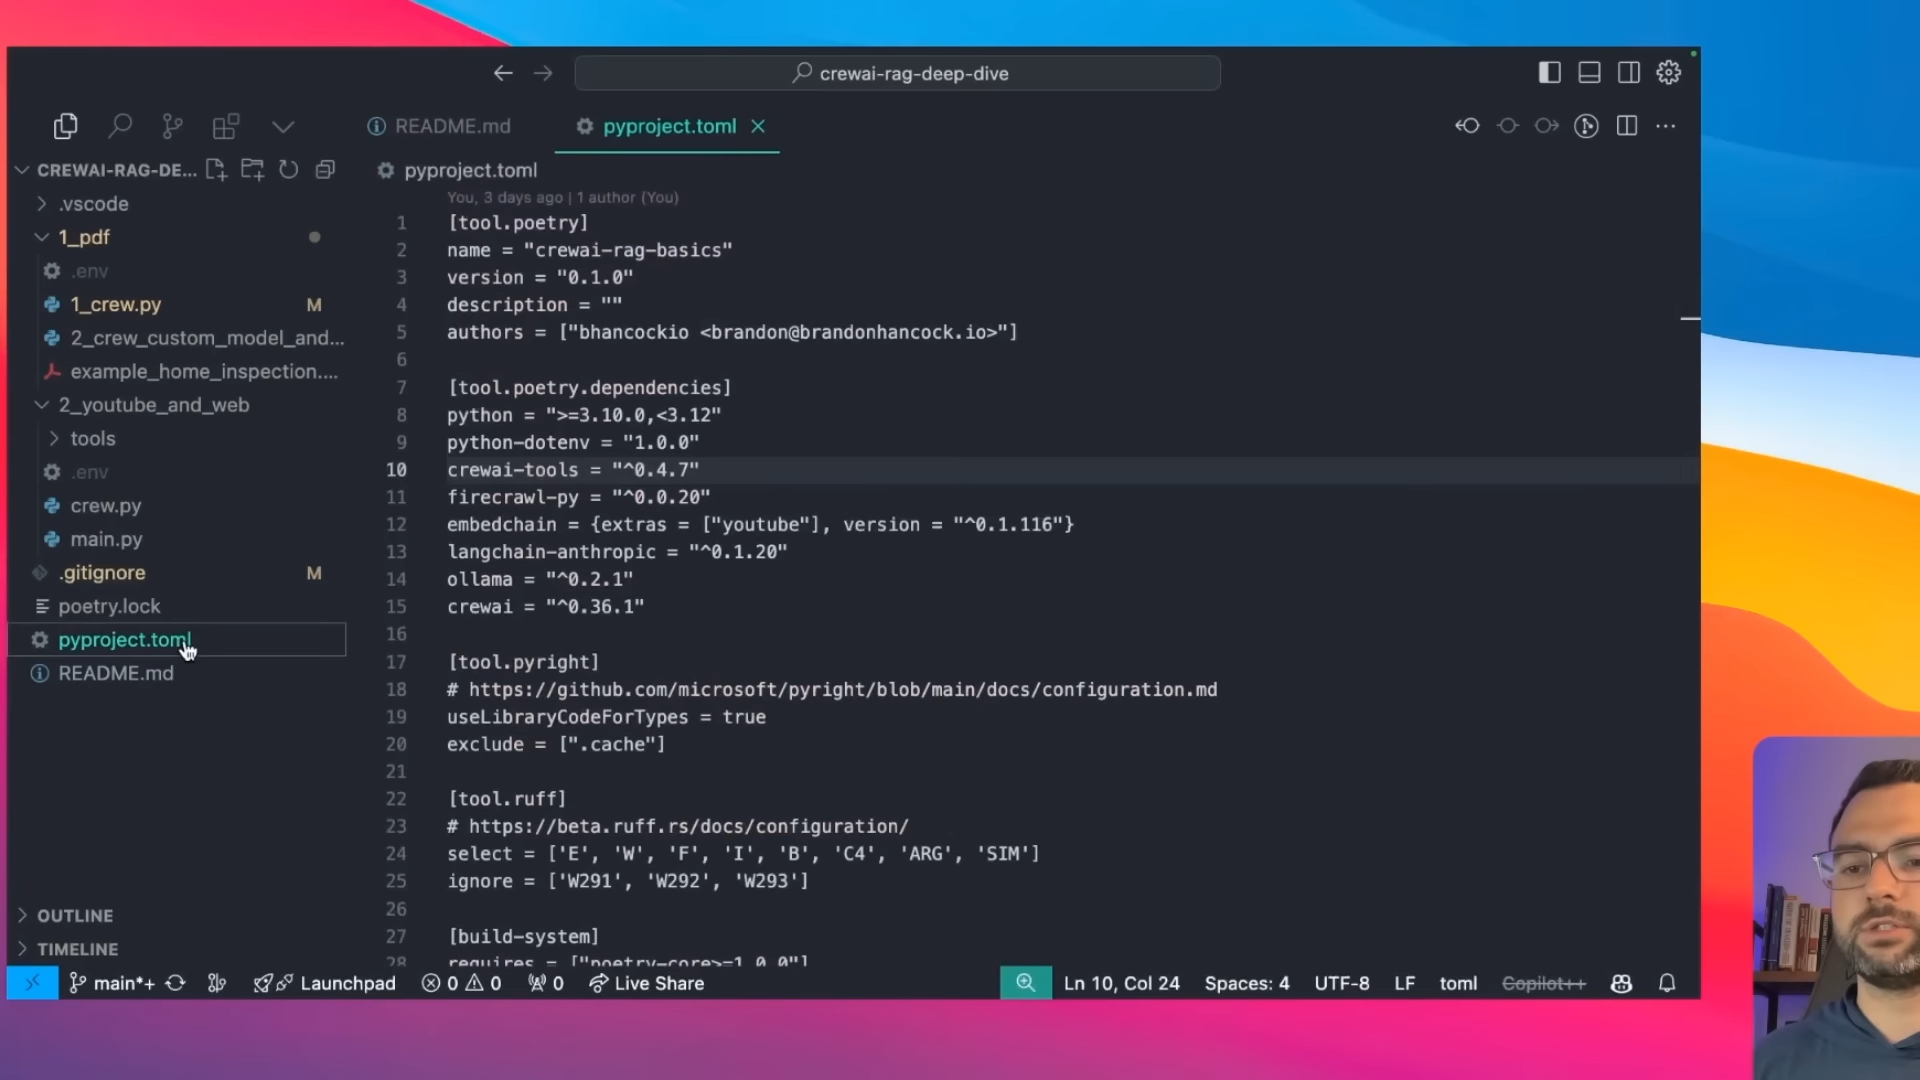 crewai-rag-deep-dive
README.md
pyproject.toml
CREWAI-RAG-DE...
.vscode
1_pdf
.env
1_crew.py M
2_crew_custom_model_and...
example_home_inspection....
2_youtube_and_web
tools
.env
crew.py
main.py
.gitignore M
poetry.lock
pyproject.toml
README.md
OUTLINE
TIMELINE
pyproject.toml
You, 3 days ago | 1 author (You)
1 [tool.poetry]
2 name = "crewai-rag-basics"
3 version = "0.1.0"
4 description = ""
5 authors = ["bhancockio <brandon@brandonhancock.io>"]
6
7 [tool.poetry.dependencies]
8 python = ">=3.10.0,<3.12"
9 python-dotenv = "1.0.0"
10 crewai-tools = "^0.4.7"
11 firecrawl-py = "^0.0.20"
12 embedchain = {extras = ["youtube"], version = "^0.1.116"}
13 langchain-anthropic = "^0.1.20"
14 ollama = "^0.2.1"
15 crewai = "^0.36.1"
16
17 [tool.pyright]
18 # https://github.com/microsoft/pyright/blob/main/docs/configuration.md
19 useLibraryCodeForTypes = true
20 exclude = [".cache"]
21
22 [tool.ruff]
23 # https://beta.ruff.rs/docs/configuration/
24 select = ['E', 'W', 'F', 'I', 'B', 'C4', 'ARG', 'SIM']
25 ignore = ['W291', 'W292', 'W293']
26
27 [build-system]
28 requires = ["poetry-core>=1.0.0"]
main*+ Launchpad 0 0 0 Live Share Ln 10, Col 24 Spaces: 4 UTF-8 LF toml Copilot++